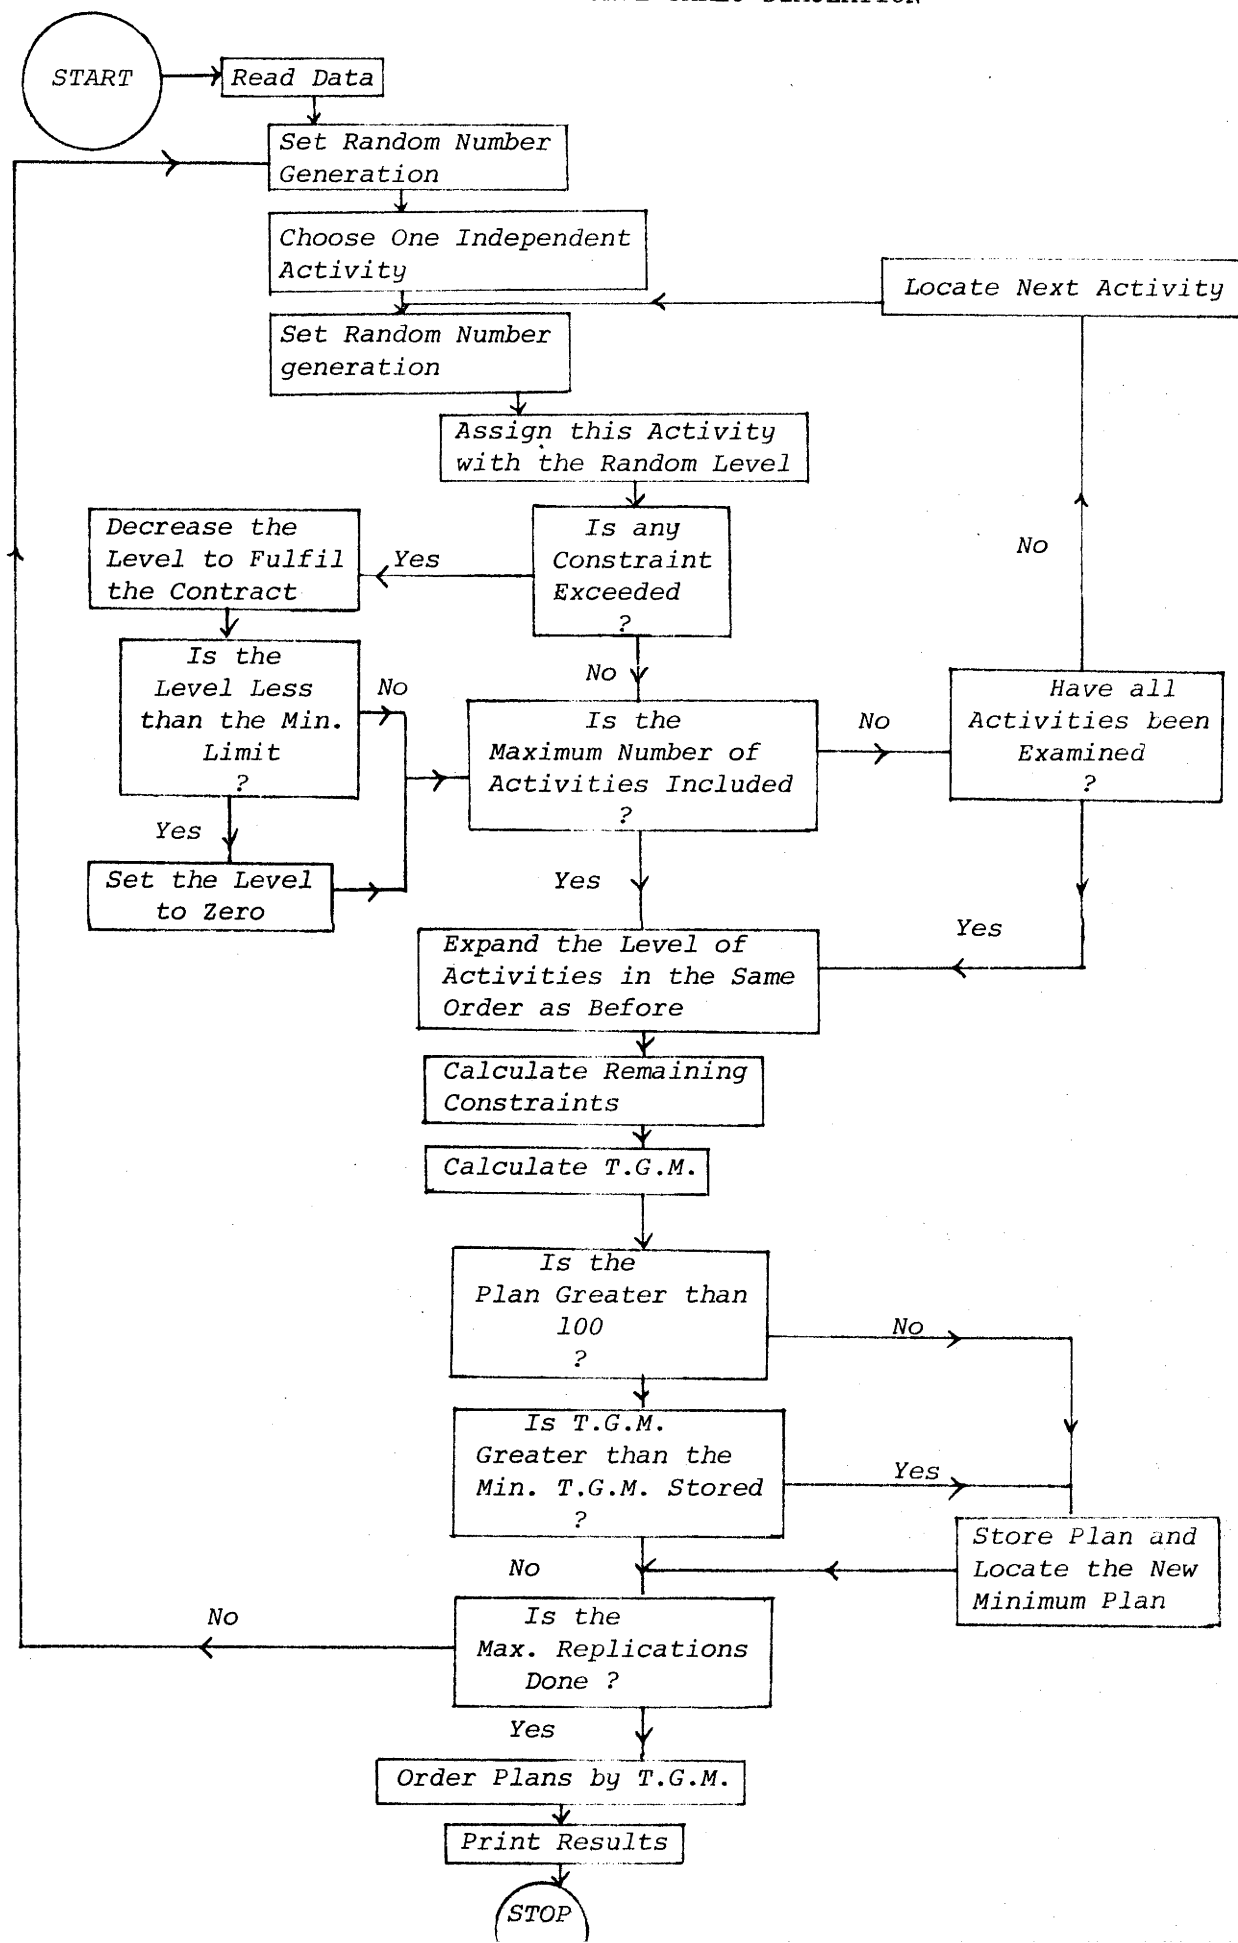 START
Read Data
Set Random Number
Generation
Choose One Independent
Activity
Locate Next Activity
Set Random Number
generation
Assign this Activity
with the Random Level
Decrease the
Level to Fulfil
the Contract
Yes
Is any
Constraint
Exceeded
?
No
Is the
Level Less
than the Min.
Limit
?
No
No
Is the
Maximum Number of
Activities Included
?
No
Have all
Activities been
Examined
?
Yes
Set the Level
to Zero
Yes
Yes
Expand the Level of
Activities in the Same
Order as Before
Calculate Remaining
Constraints
Calculate T.G.M.
Is the
Plan Greater than
100
?
No
Is T.G.M.
Greater than the
Min. T.G.M. Stored
?
Yes
Store Plan and
Locate the New
Minimum Plan
No
Is the
Max. Replications
Done ?
No
Yes
Order Plans by T.G.M.
Print Results
STOP